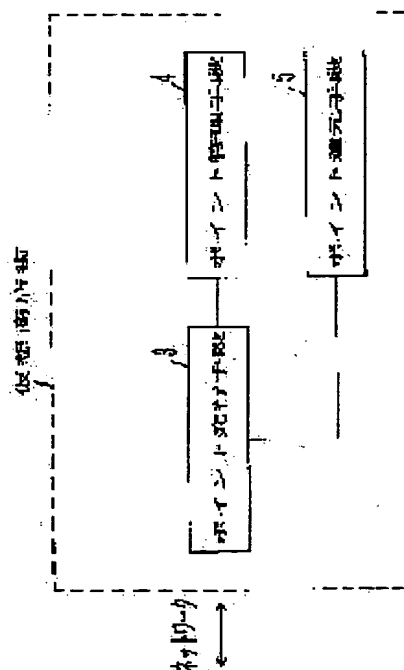 仮想商店街
ネットワーク
3
ポイント発行手段
4
ポイント管理手段
5
ポイント還元手段